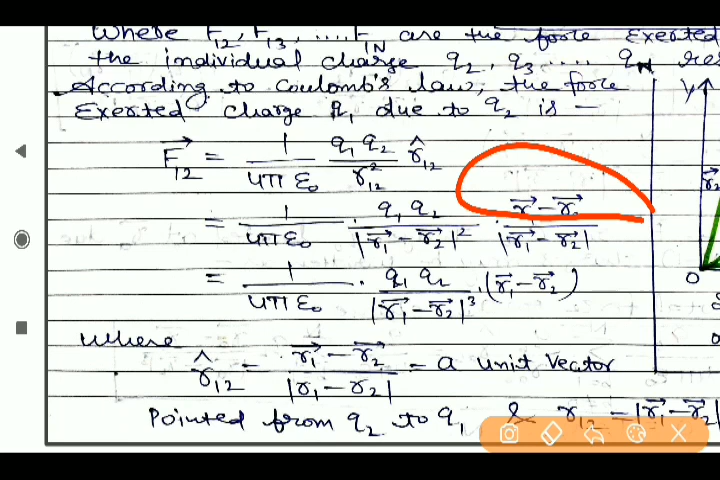 Where F₁₂, F₁₃, ....F₁N are the force exerted
the individual charge q₂, q₃ ..... qN res
According to Coulomb's law, the force
Exerted charge q₁ due to q₂ is —
F₁₂→ = 1/4πε₀ q₁q₂/r₁₂² r̂₁₂
Y
= 1/4πε₀ · q₁q₂/|r₁→ - r₂→|² · r₁→ - r₂→/|r₁→ - r₂→|
r₂→
= 1/4πε₀ · q₁q₂/|r₁→ - r₂→|³ · (r₁→ - r₂→)
O
where
r̂₁₂ = r₁→ - r₂→/|r₁ - r₂| = a unit vector
Pointed from q₂ to q₁ & r₁₂ = |r₁→ - r₂→|